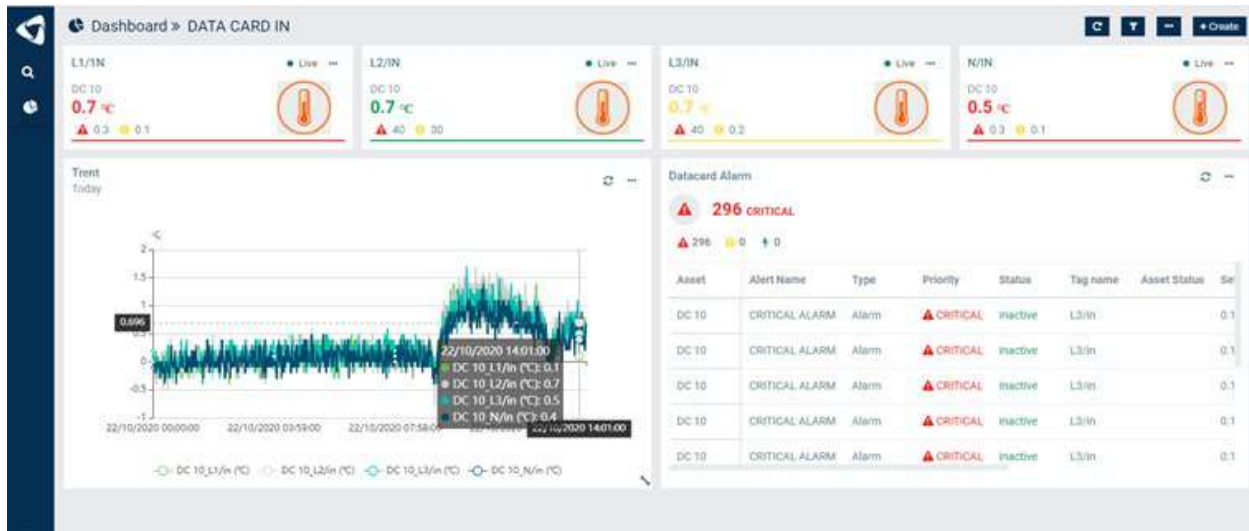 Dashboard » DATA CARD IN
+Create
L1/1N
Live
DC 10
0.7 °C
0.3 0.1
L2/IN
Live
DC 10
0.7 °C
40 30
L3/IN
Live
DC 10
0.7 °C
40 0.2
N/IN
Live
DC 10
0.5 °C
0.3 0.1
Trent
Today
°C
2
1.5
1
0.696
0.5
0
-0.5
-1
22/10/2020 00:00:00 22/10/2020 03:59:00 22/10/2020 07:58:00
22/10/2020 14:01:00
22/10/2020 14:01:00
DC 10_L1/in (°C): 0.1
DC 10_L2/in (°C): 0.7
DC 10_L3/in (°C): 0.5
DC 10_N/in (°C): 0.4
DC 10_L1/in (°C) DC 10_L2/in (°C) DC 10_L3/in (°C) DC 10_N/in (°C)
Datacard Alarm
296 CRITICAL
296 0 0
Asset Alert Name Type Priority Status Tag name Asset Status Se
DC 10 CRITICAL ALARM Alarm CRITICAL Inactive L3/in 0.1
DC 10 CRITICAL ALARM Alarm CRITICAL Inactive L3/in 0.1
DC 10 CRITICAL ALARM Alarm CRITICAL Inactive L3/in 0.1
DC 10 CRITICAL ALARM Alarm CRITICAL Inactive L3/in 0.1
DC 10 CRITICAL ALARM Alarm CRITICAL Inactive L3/in 0.1